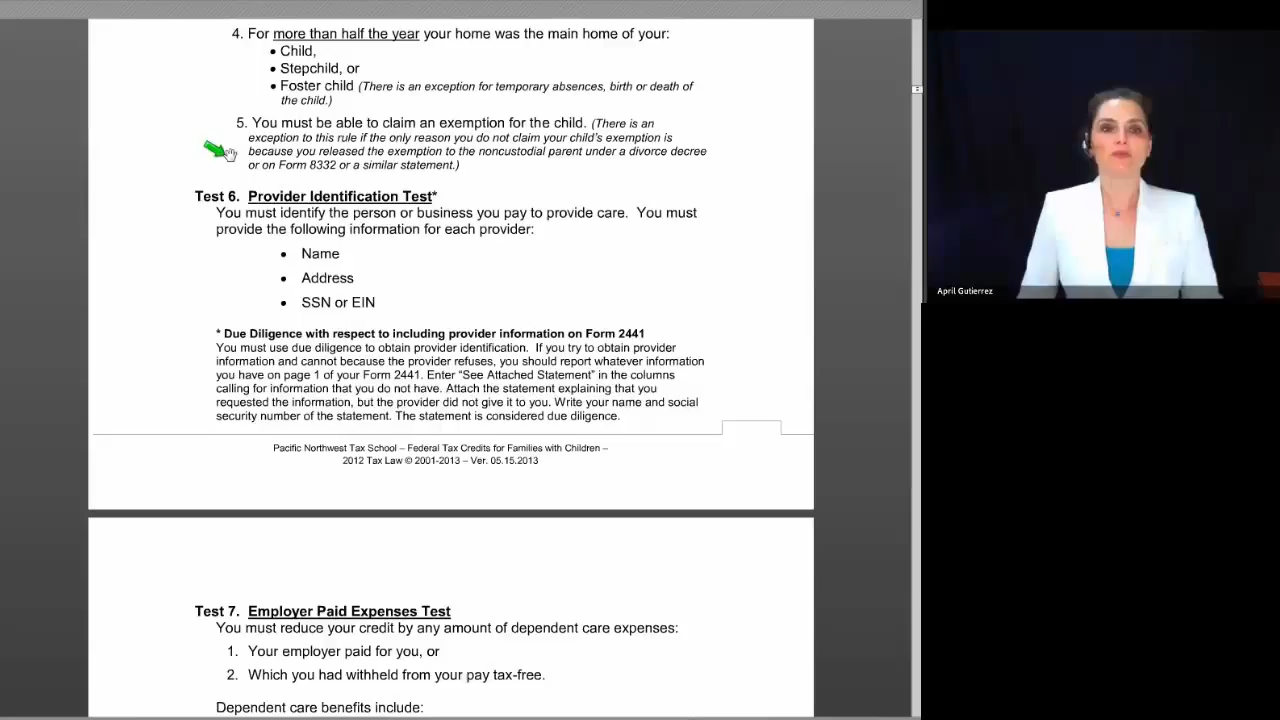 4. For more than half the year your home was the main home of your:
• Child,
• Stepchild, or
• Foster child (There is an exception for temporary absences, birth or death of
the child.)
5. You must be able to claim an exemption for the child. (There is an
exception to this rule if the only reason you do not claim your child's exemption is
because you released the exemption to the noncustodial parent under a divorce decree
or on Form 8332 or a similar statement.)
Test 6. Provider Identification Test*
You must identify the person or business you pay to provide care. You must
provide the following information for each provider:
• Name
• Address
• SSN or EIN
* Due Diligence with respect to including provider information on Form 2441
You must use due diligence to obtain provider identification. If you try to obtain provider
information and cannot because the provider refuses, you should report whatever information
you have on page 1 of your Form 2441. Enter “See Attached Statement” in the columns
calling for information that you do not have. Attach the statement explaining that you
requested the information, but the provider did not give it to you. Write your name and social
security number of the statement. The statement is considered due diligence.
Pacific Northwest Tax School – Federal Tax Credits for Families with Children –
2012 Tax Law © 2001-2013 – Ver. 05.15.2013
Test 7. Employer Paid Expenses Test
You must reduce your credit by any amount of dependent care expenses:
1. Your employer paid for you, or
2. Which you had withheld from your pay tax-free.
Dependent care benefits include:
April Gutierrez